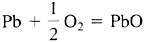 Pb + 1/2 O₂ = PbO